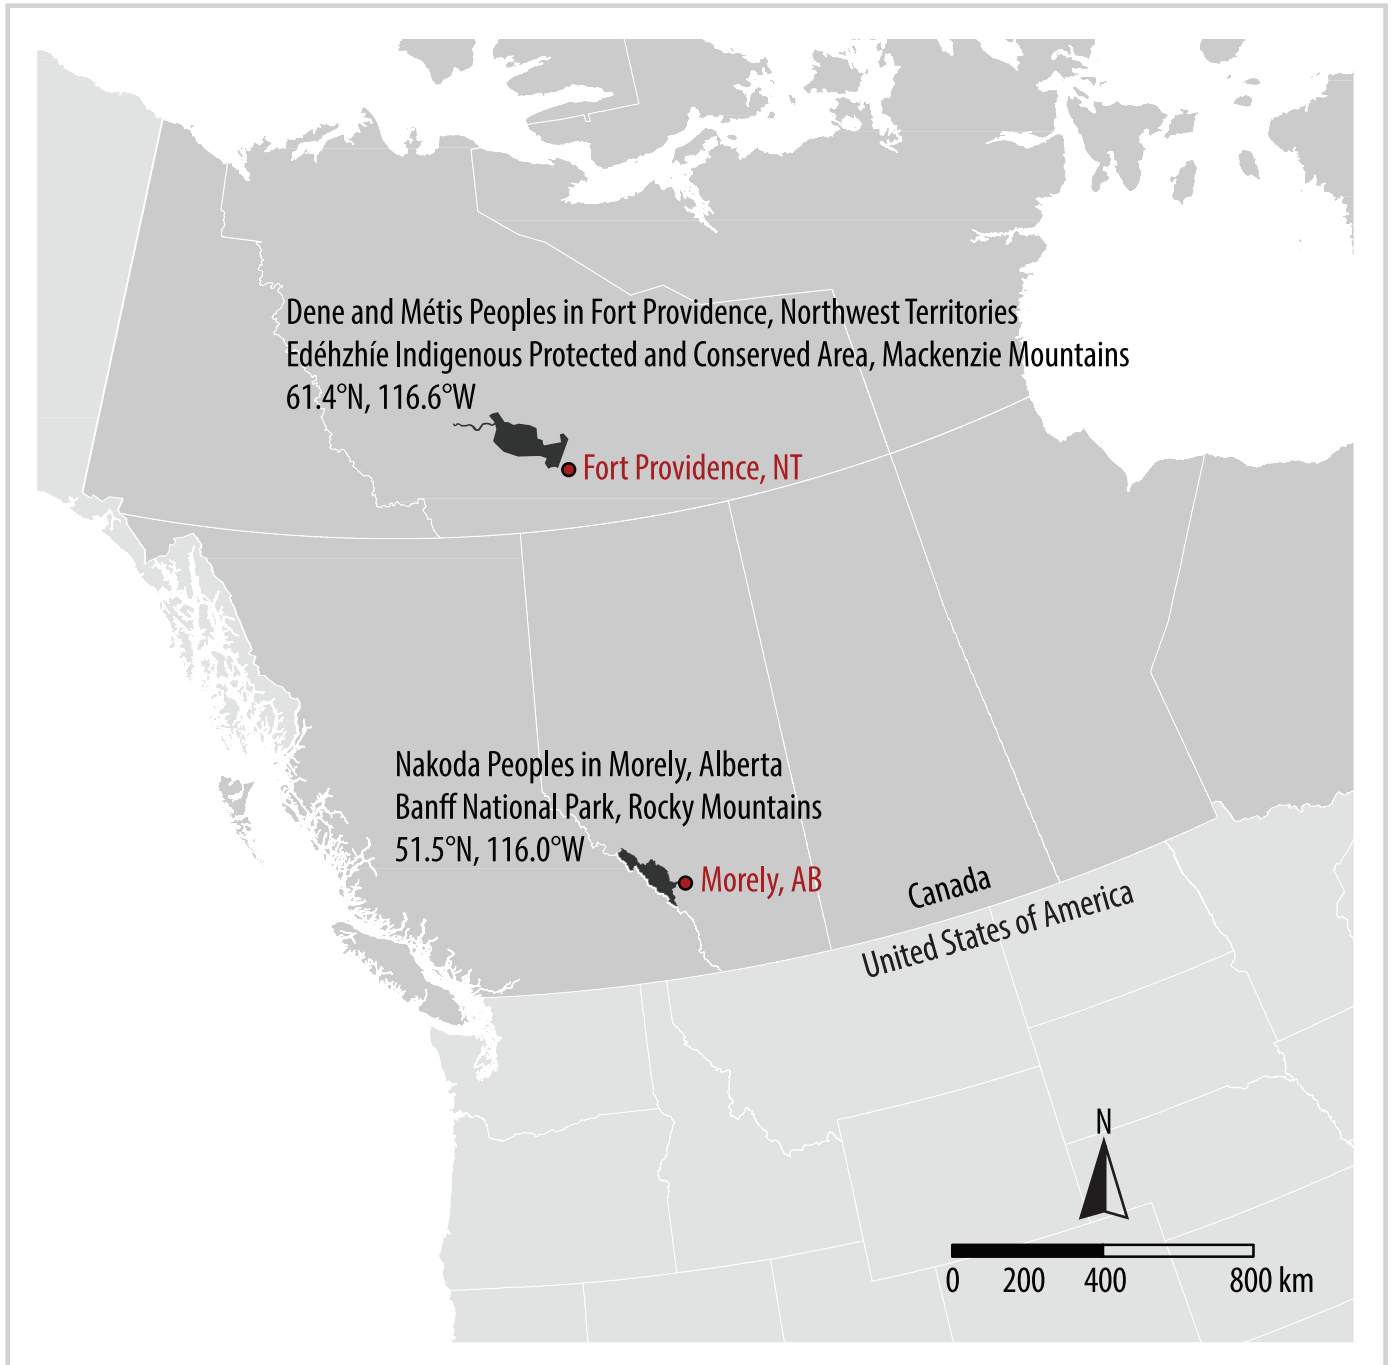 Dene and Métis Peoples in Fort Providence, Northwest Territories
Edéhzhíe Indigenous Protected and Conserved Area, Mackenzie Mountains
61.4°N, 116.6°W
Fort Providence, NT
Nakoda Peoples in Morely, Alberta
Banff National Park, Rocky Mountains
51.5°N, 116.0°W
Morely, AB
Canada
United States of America
N
0 200 400 800 km